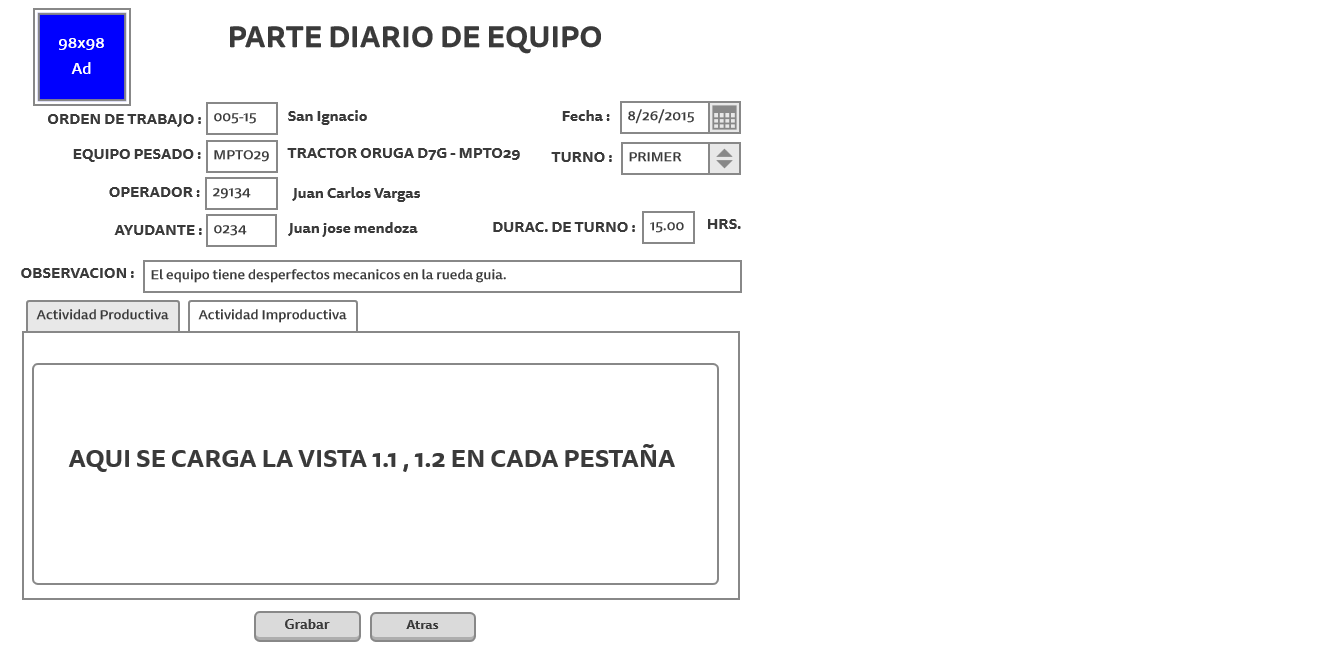 98x98
Ad
PARTE DIARIO DE EQUIPO
ORDEN DE TRABAJO : 005-15 San Ignacio Fecha : 8/26/2015
EQUIPO PESADO : MPTO29 TRACTOR ORUGA D7G - MPTO29 TURNO : PRIMER
OPERADOR : 29134 Juan Carlos Vargas
AYUDANTE : 0234 Juan jose mendoza DURAC. DE TURNO : 15.00 HRS.
OBSERVACION : El equipo tiene desperfectos mecanicos en la rueda guia.
Actividad Productiva Actividad Improductiva
AQUI SE CARGA LA VISTA 1.1 , 1.2 EN CADA PESTAÑA
Grabar Atras